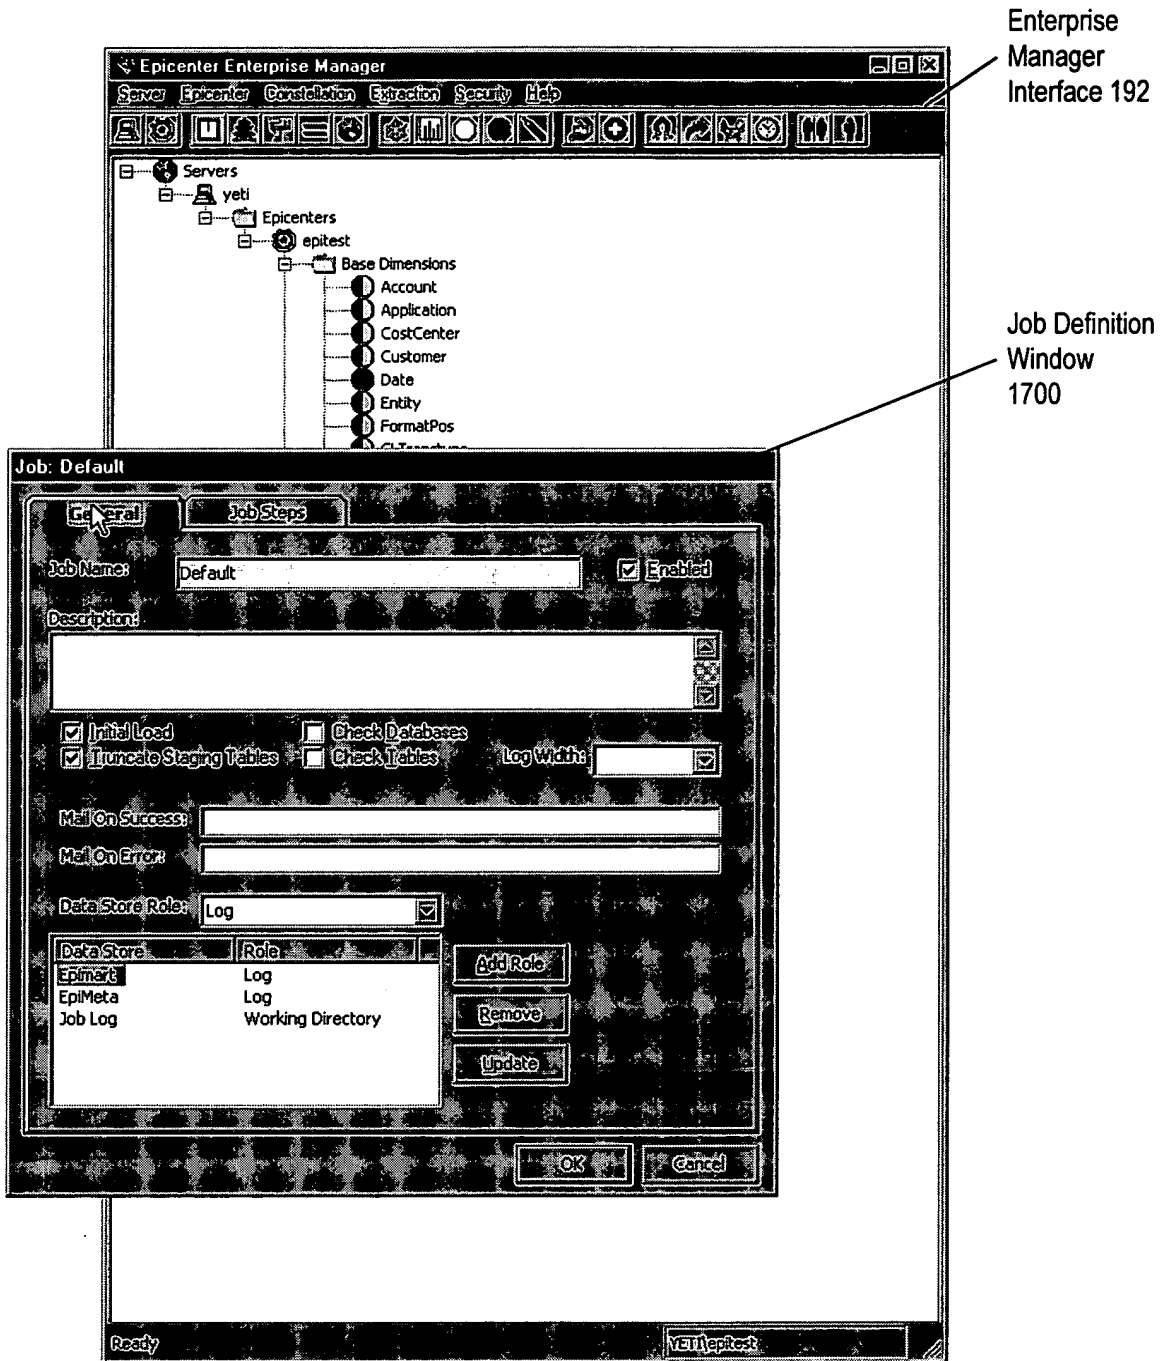 Enterprise
Manager
Interface 192
Epicenter Enterprise Manager
Server Epicenter Constellation Extraction Security Help
Servers
yeti
Epicenters
epitest
Base Dimensions
Account
Application
CostCenter
Customer
Date
Entity
FormatPos
Job Definition
Window
1700
Job: Default
General Job Steps
Job Name: Default Enabled
Description:
Initial Load Check Databases
Truncate Staging Tables Check Tables Log Width:
Mail On Success:
Mail On Error:
Data Store Role: Log
Data Store Role
Epimart Log
EpiMeta Log
Job Log Working Directory
Add Role
Remove
Update
OK Cancel
Ready YETI\epitest